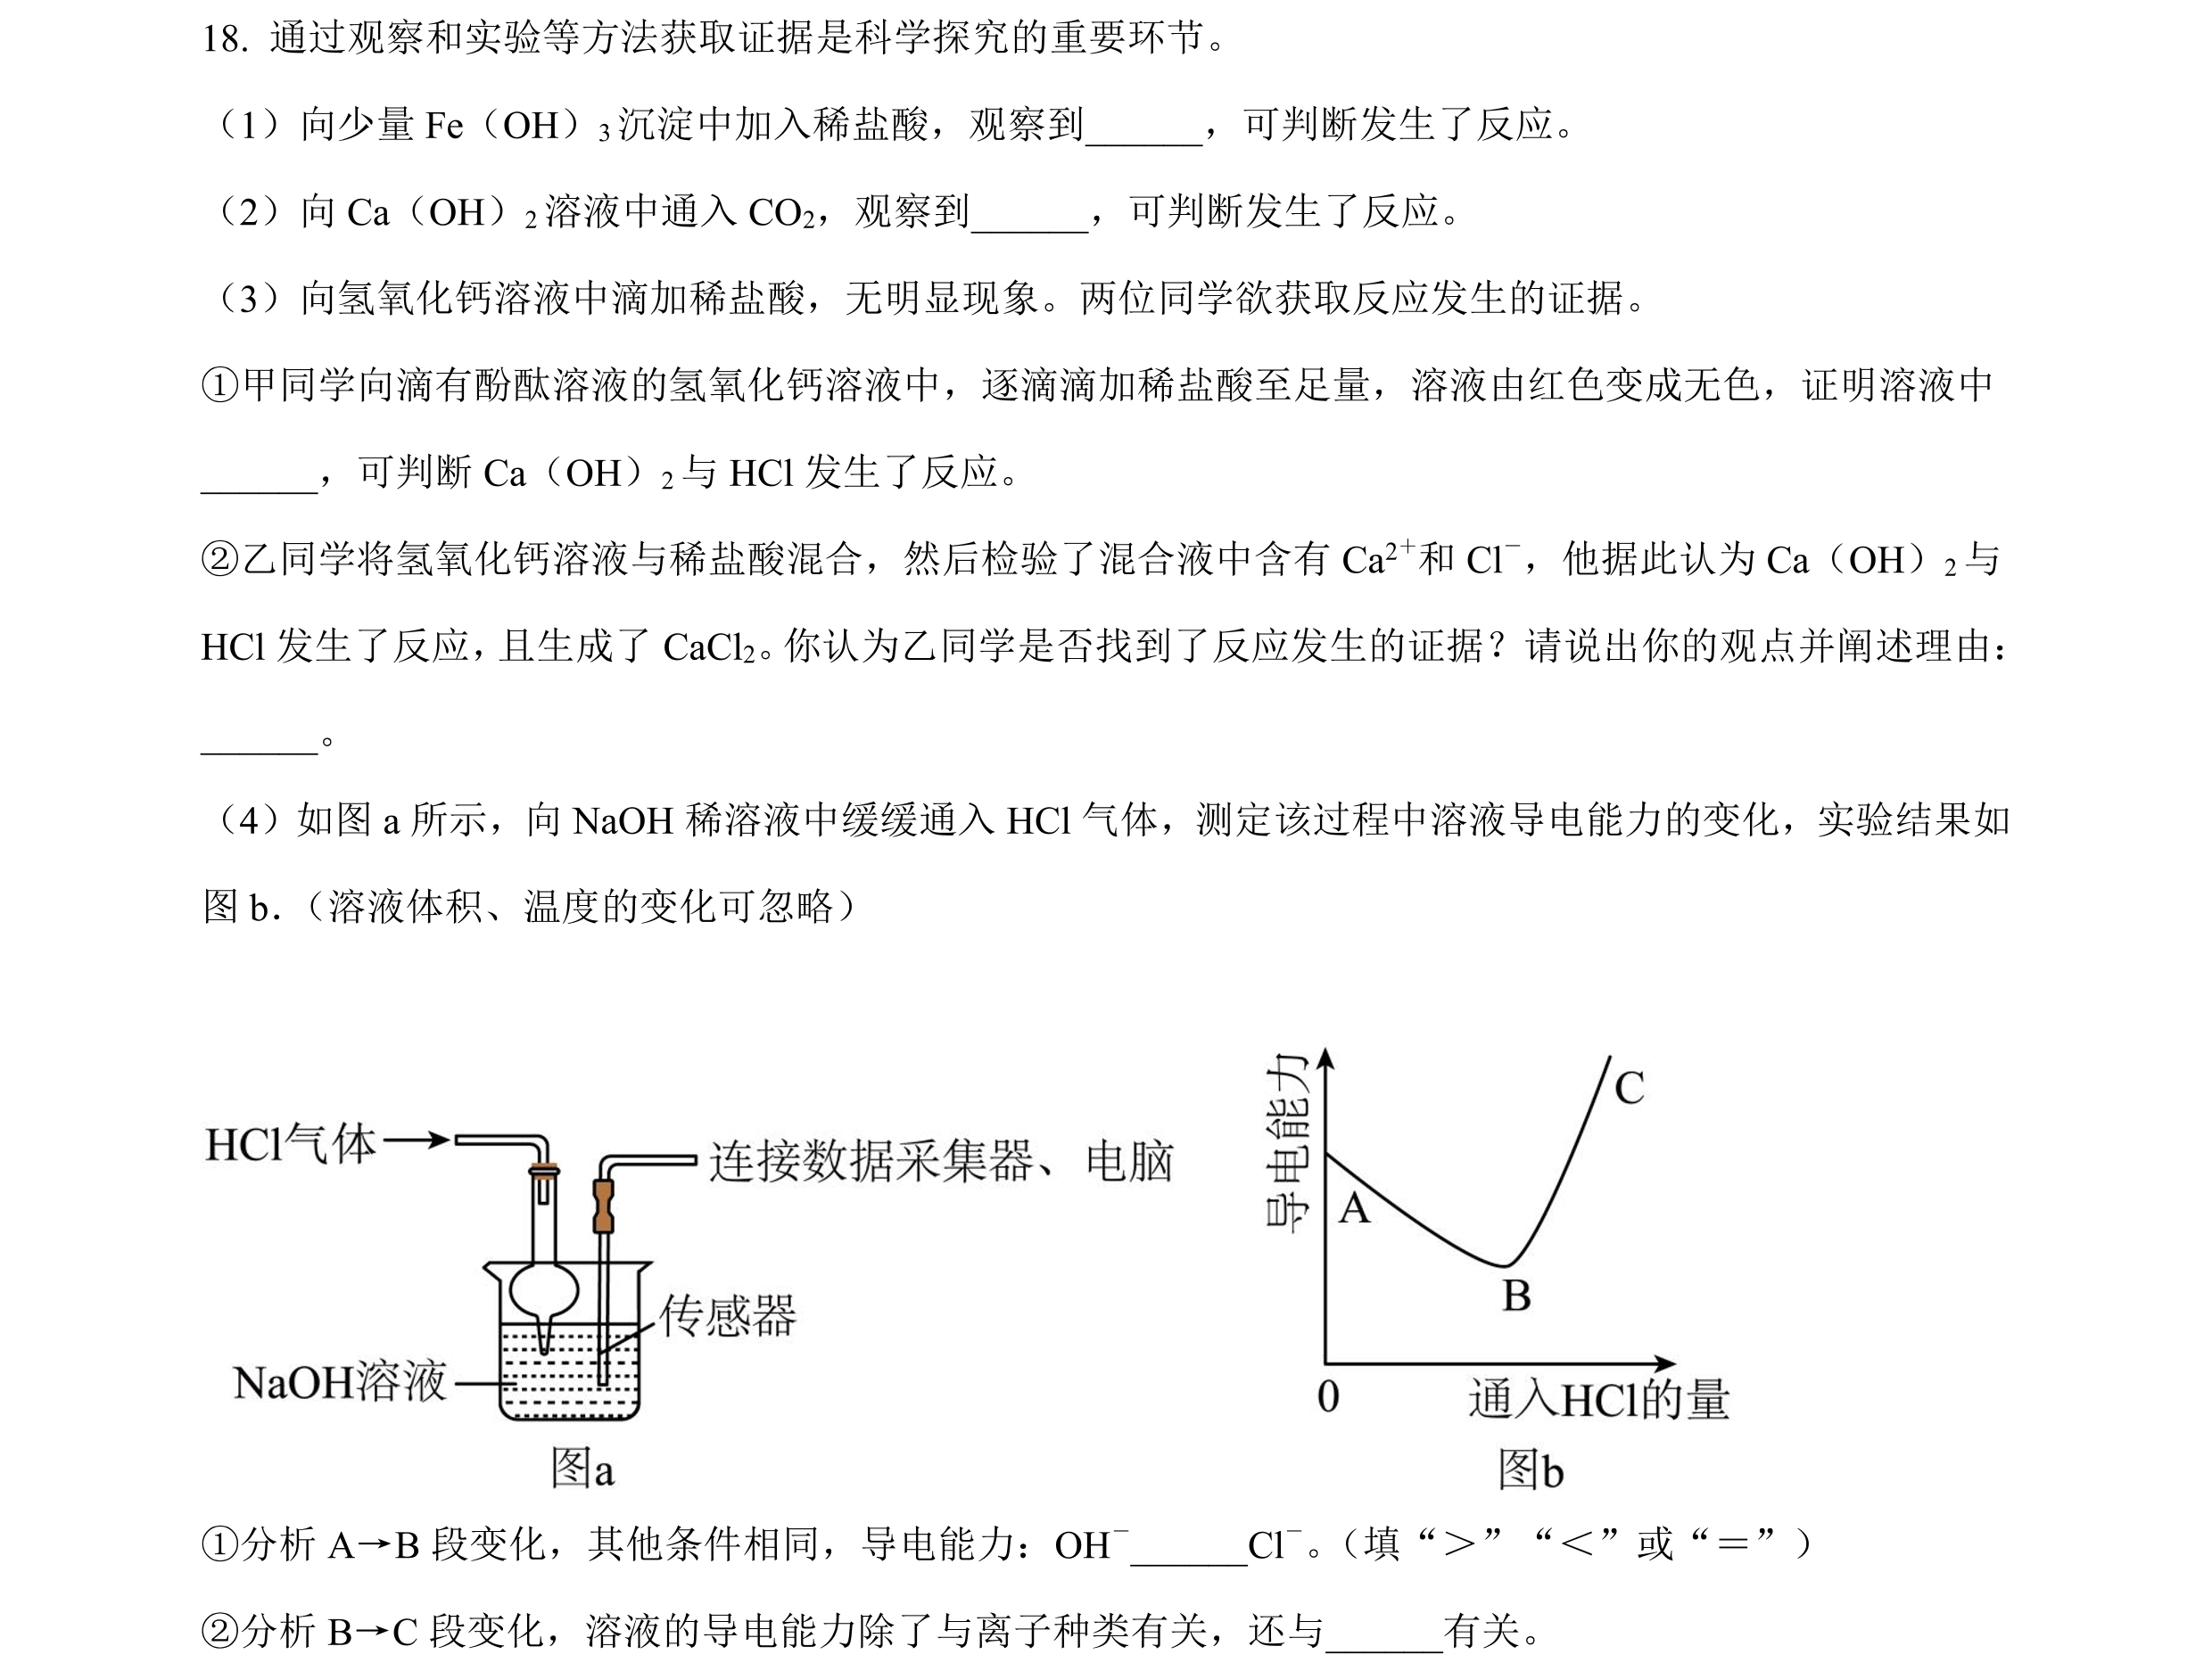 18. 通过观察和实验等方法获取证据是科学探究的重要环节。
（1）向少量 Fe（OH）₃沉淀中加入稀盐酸，观察到______，可判断发生了反应。
（2）向 Ca（OH）₂溶液中通入 CO₂，观察到______，可判断发生了反应。
（3）向氢氧化钙溶液中滴加稀盐酸，无明显现象。两位同学欲获取反应发生的证据。
①甲同学向滴有酚酞溶液的氢氧化钙溶液中，逐滴滴加稀盐酸至足量，溶液由红色变成无色，证明溶液中
______，可判断 Ca（OH）₂与 HCl 发生了反应。
②乙同学将氢氧化钙溶液与稀盐酸混合，然后检验了混合液中含有 Ca²⁺和 Cl⁻，他据此认为 Ca（OH）₂与
HCl 发生了反应，且生成了 CaCl₂。你认为乙同学是否找到了反应发生的证据？请说出你的观点并阐述理由：
______。
（4）如图 a 所示，向 NaOH 稀溶液中缓缓通入 HCl 气体，测定该过程中溶液导电能力的变化，实验结果如
图 b．（溶液体积、温度的变化可忽略）
HCl气体
连接数据采集器、电脑
传感器
NaOH溶液
图a
导电能力
A
B
C
0
通入HCl的量
图b
①分析 A→B 段变化，其他条件相同，导电能力：OH⁻______Cl⁻。（填“＞”“＜”或“＝”）
②分析 B→C 段变化，溶液的导电能力除了与离子种类有关，还与______有关。